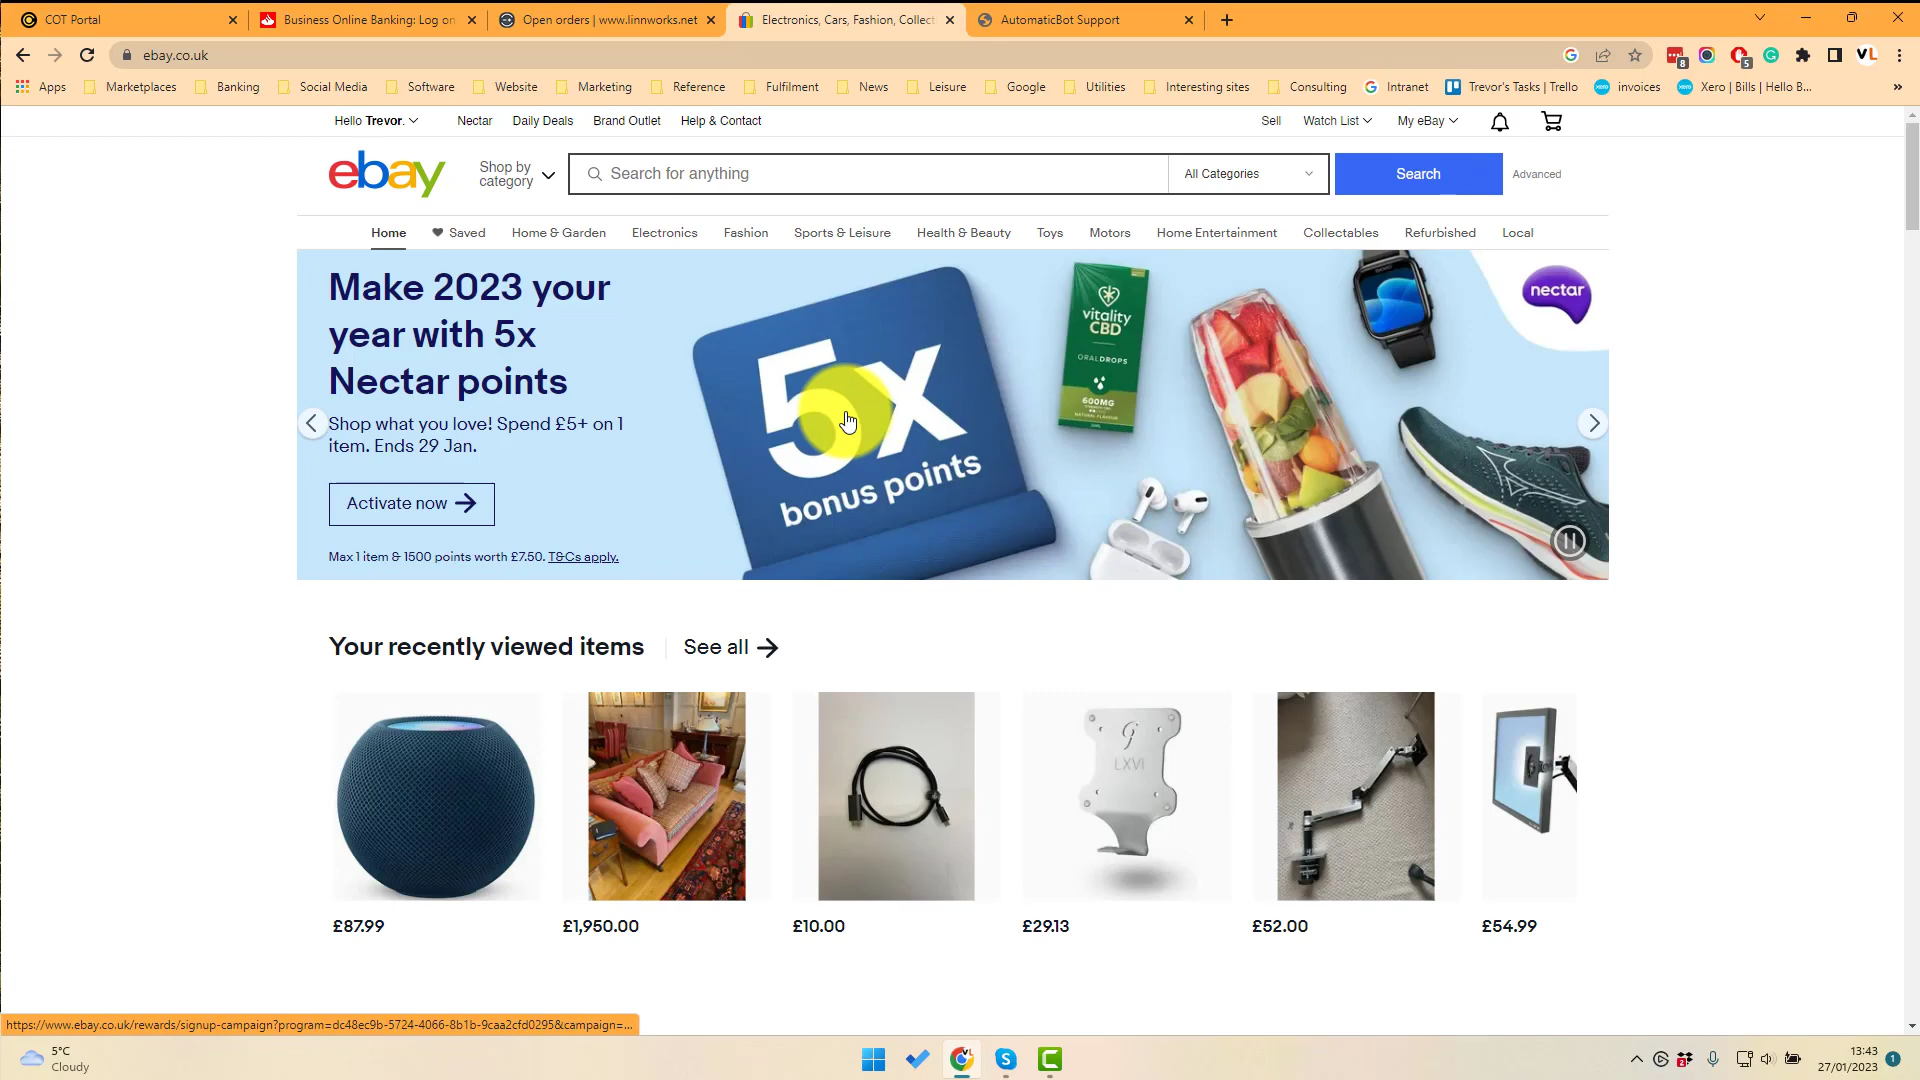 COT Portal
Business Online Banking: Log on
Open orders | www.linnworks.net
Electronics, Cars, Fashion, Collect
AutomaticBot Support
ebay.co.uk
8
5
VL
Apps
Marketplaces
Banking
Social Media
Software
Website
Marketing
Reference
Fulfilment
News
Leisure
Google
Utilities
Interesting sites
Consulting
Intranet
Trevor's Tasks | Trello
invoices
Xero | Bills | Hello B...
Hello Trevor.
Nectar
Daily Deals
Brand Outlet
Help & Contact
Sell
Watch List
My eBay
ebay
Shop by
category
Search for anything
All Categories
Search
Advanced
Home
Saved
Home & Garden
Electronics
Fashion
Sports & Leisure
Health & Beauty
Toys
Motors
Home Entertainment
Collectables
Refurbished
Local
Make 2023 your
year with 5x
Nectar points
Shop what you love! Spend £5+ on 1
item. Ends 29 Jan.
Activate now
Max 1 item & 1500 points worth £7.50. T&Cs apply.
5x
bonus points
vitality
CBD
ORAL DROPS
600MG
nectar
Your recently viewed items
See all
LXVI
£87.99
£1,950.00
£10.00
£29.13
£52.00
£54.99
https://www.ebay.co.uk/rewards/signup-campaign?program=dc48ec9b-5724-4066-8b1b-9caa2cfd0295&campaign=...
5°C
Cloudy
VL
S
13:43
27/01/2023
1